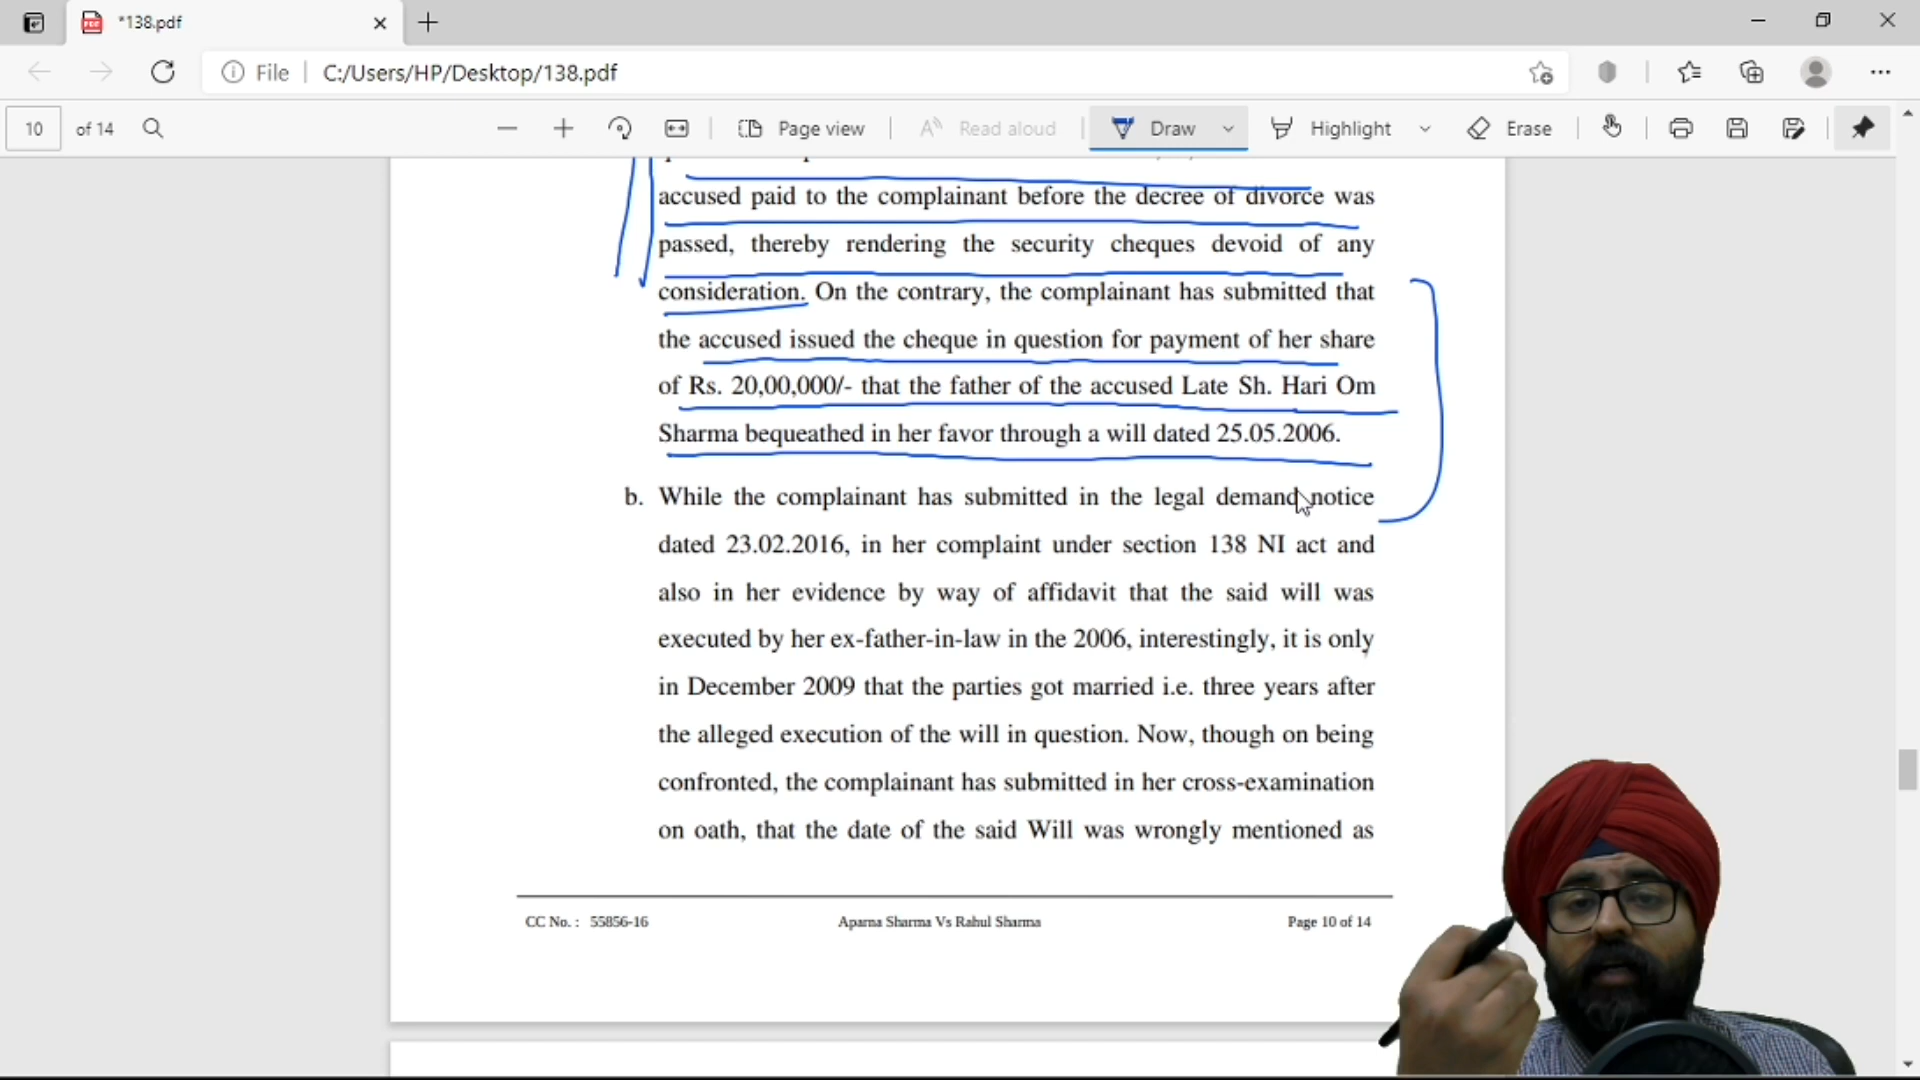 *138.pdf
File
C:/Users/HP/Desktop/138.pdf
10 of 14
Page view
Read aloud
Draw
Highlight
Erase
accused paid to the complainant before the decree of divorce was
passed, thereby rendering the security cheques devoid of any
consideration. On the contrary, the complainant has submitted that
the accused issued the cheque in question for payment of her share
of Rs. 20,00,000/- that the father of the accused Late Sh. Hari Om
Sharma bequeathed in her favor through a will dated 25.05.2006.
b. While the complainant has submitted in the legal demand notice
dated 23.02.2016, in her complaint under section 138 NI act and
also in her evidence by way of affidavit that the said will was
executed by her ex-father-in-law in the 2006, interestingly, it is only
in December 2009 that the parties got married i.e. three years after
the alleged execution of the will in question. Now, though on being
confronted, the complainant has submitted in her cross-examination
on oath, that the date of the said Will was wrongly mentioned as
CC No. : 55856-16
Aparna Sharma Vs Rahul Sharma
Page 10 of 14